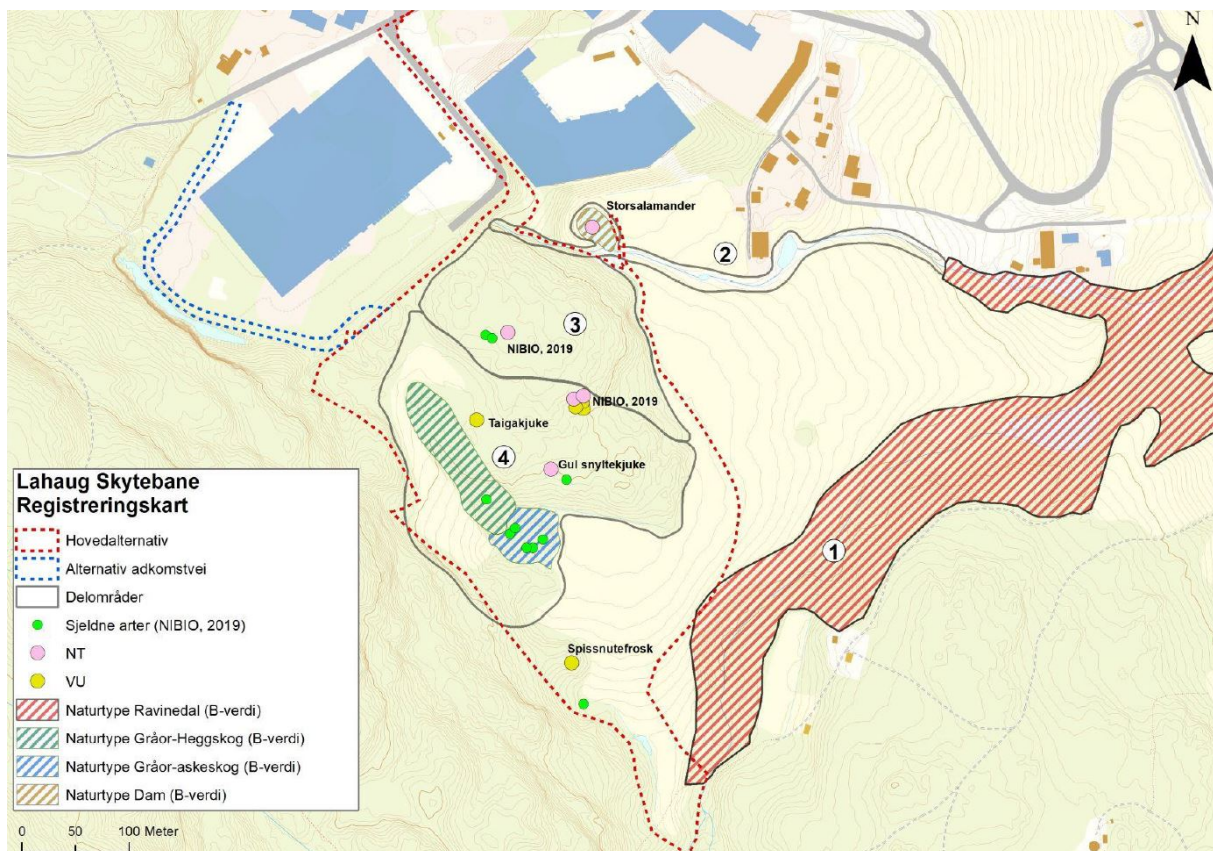 N
Storsalamander
2
3
NIBIO, 2019
NIBIO, 2019
Taigakjuke
4
Gul snyltekjuke
1
Spissnutefrosk
Lahaug Skytebane
Registreringskart
Hovedalternativ
Alternativ adkomstvei
Delområder
Sjeldne arter (NIBIO, 2019)
NT
VU
Naturtype Ravinedal (B-verdi)
Naturtype Gråor-Heggskog (B-verdi)
Naturtype Gråor-askeskog (B-verdi)
Naturtype Dam (B-verdi)
0 50 100 Meter